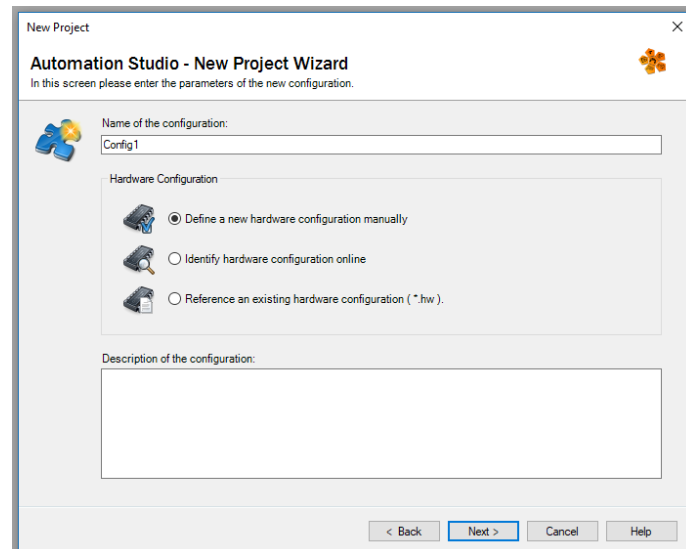 New Project
Automation Studio - New Project Wizard
In this screen please enter the parameters of the new configuration.
Name of the configuration:
Config1
Hardware Configuration
Define a new hardware configuration manually
Identify hardware configuration online
Reference an existing hardware configuration ( *.hw ).
Description of the configuration:
< Back Next > Cancel Help